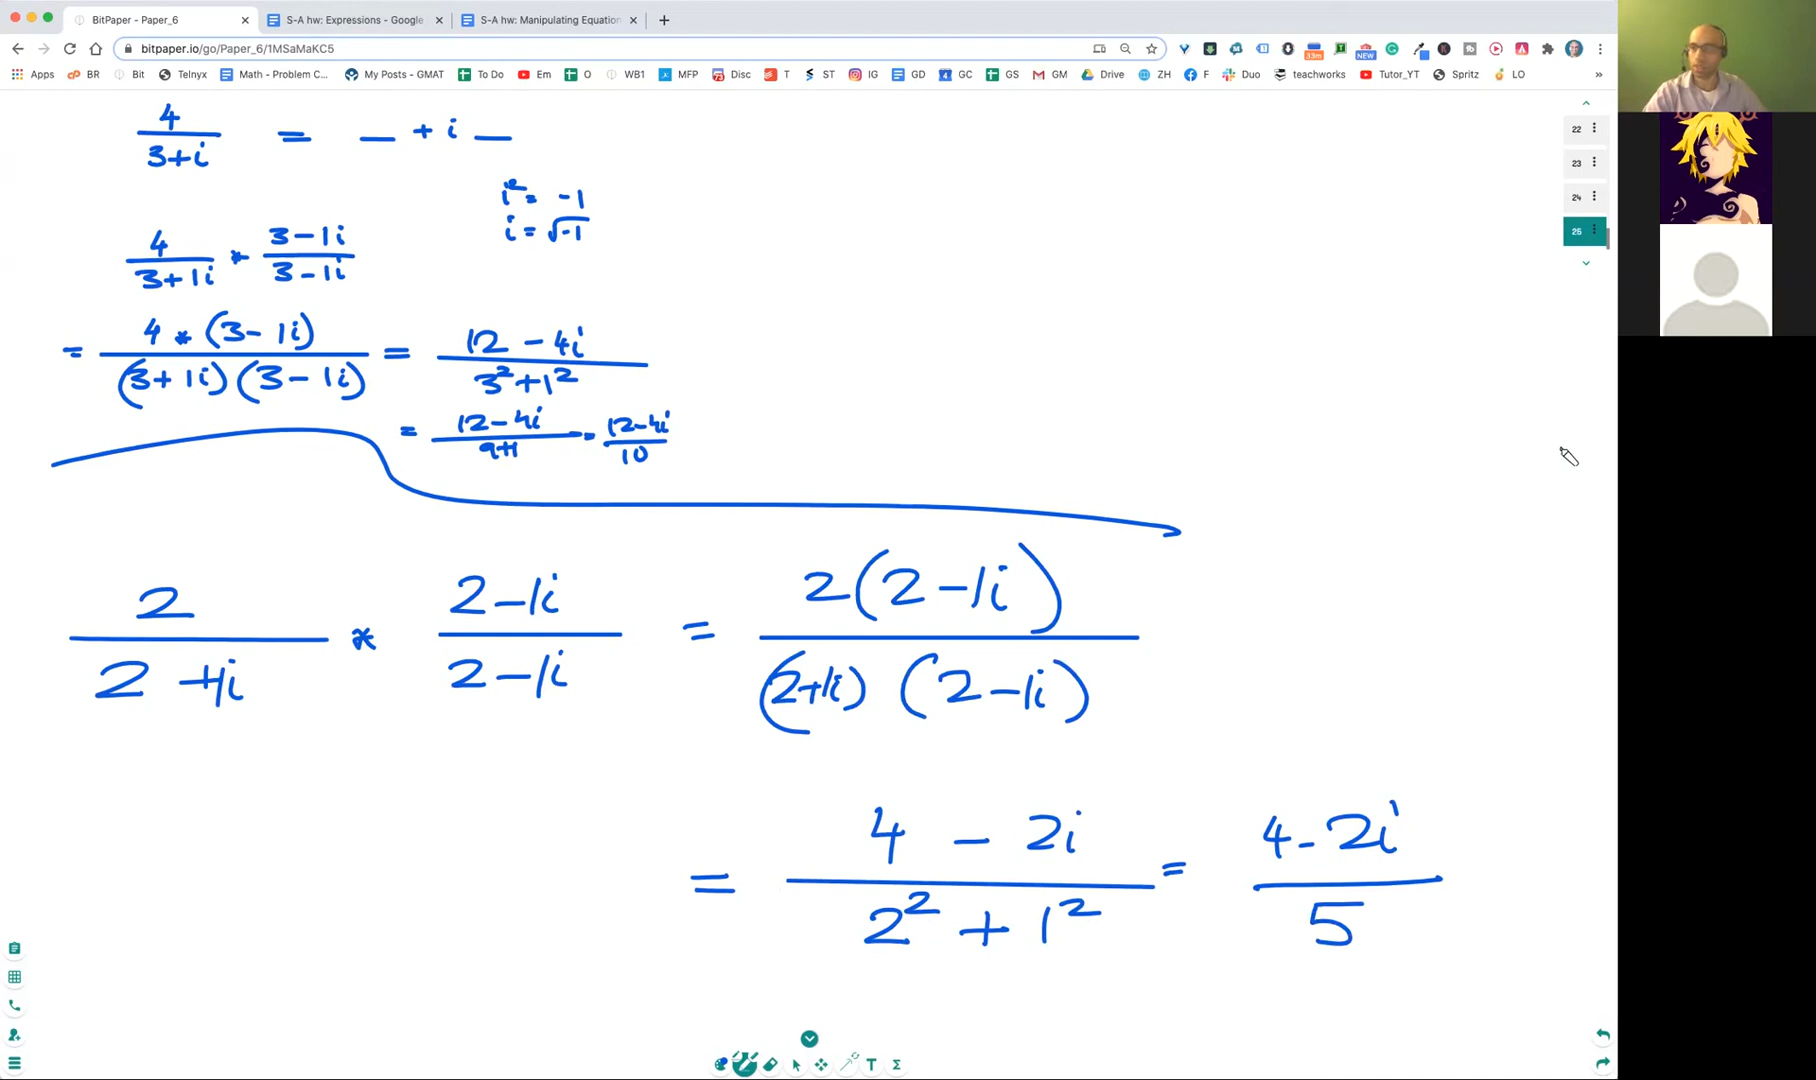 BitPaper - Paper_6
S-A hw: Expressions - Google
S-A hw: Manipulating Equation
bitpaper.io/go/Paper_6/1MSaMaKC5
33m
NEW
Apps BR Bit Telnyx Math - Problem C... My Posts - GMAT To Do Em O WB1 MFP Disc T ST IG GD GC GS GM Drive ZH F Duo teachworks Tutor_YT Spritz LO »
22
23
24
26
4/(3+i) = _ + i _
i² = -1
i = √-1
4/(3+1i) * (3-1i)/(3-1i)
= 4*(3-1i)/((3+1i)(3-1i)) = (12-4i)/(3²+1²)
= (12-4i)/(9+1) = (12-4i)/10
2/(2+1i) * (2-1i)/(2-1i) = 2(2-1i)/((2+1i)(2-1i))
= (4-2i)/(2²+1²) = (4-2i)/5
T Σ